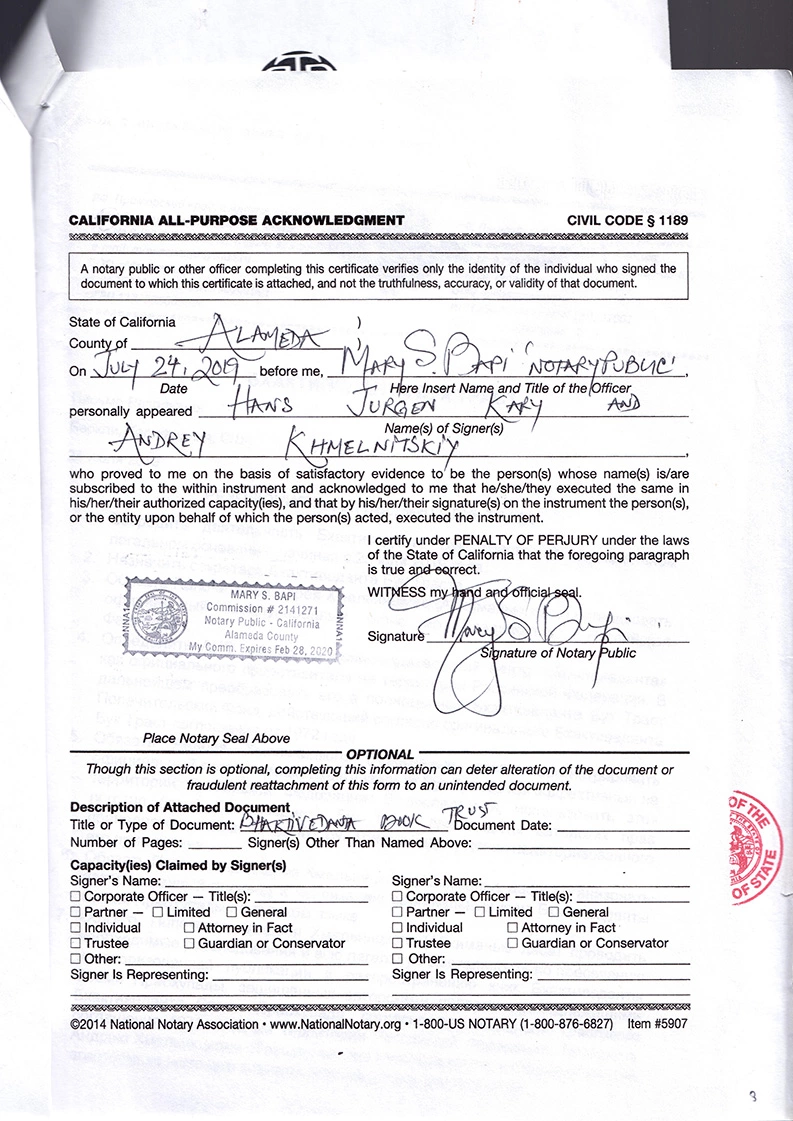 CALIFORNIA ALL-PURPOSE ACKNOWLEDGMENT CIVIL CODE § 1189
A notary public or other officer completing this certificate verifies only the identity of the individual who signed the
document to which this certificate is attached, and not the truthfulness, accuracy, or validity of that document.
State of California )
County of ALAMEDA )
On JULY 24, 2019 before me, MARY S. BAPI 'NOTARY PUBLIC',
Date Here Insert Name and Title of the Officer
personally appeared HANS JURGEN KARY AND
Name(s) of Signer(s)
ANDREY KHMELNITSKIY,
who proved to me on the basis of satisfactory evidence to be the person(s) whose name(s) is/are
subscribed to the within instrument and acknowledged to me that he/she/they executed the same in
his/her/their authorized capacity(ies), and that by his/her/their signature(s) on the instrument the person(s),
or the entity upon behalf of which the person(s) acted, executed the instrument.
I certify under PENALTY OF PERJURY under the laws
of the State of California that the foregoing paragraph
is true and correct.
WITNESS my hand and official seal.
MARY S. BAPI
Commission # 2141271
Notary Public - California
Alameda County
My Comm. Expires Feb 28, 2020
Signature Mary S Bapi
Signature of Notary Public
Place Notary Seal Above
OPTIONAL
Though this section is optional, completing this information can deter alteration of the document or
fraudulent reattachment of this form to an unintended document.
Description of Attached Document
Title or Type of Document: BHAKTIVEDANTA BOOK TRUST Document Date:
Number of Pages: Signer(s) Other Than Named Above:
OF THE
OF STATE
Capacity(ies) Claimed by Signer(s)
Signer's Name: Signer's Name:
☐ Corporate Officer — Title(s): ☐ Corporate Officer — Title(s):
☐ Partner — ☐ Limited ☐ General ☐ Partner — ☐ Limited ☐ General
☐ Individual ☐ Attorney in Fact ☐ Individual ☐ Attorney in Fact
☐ Trustee ☐ Guardian or Conservator ☐ Trustee ☐ Guardian or Conservator
☐ Other: ☐ Other:
Signer Is Representing: Signer Is Representing:
©2014 National Notary Association • www.NationalNotary.org • 1-800-US NOTARY (1-800-876-6827) Item #5907
3